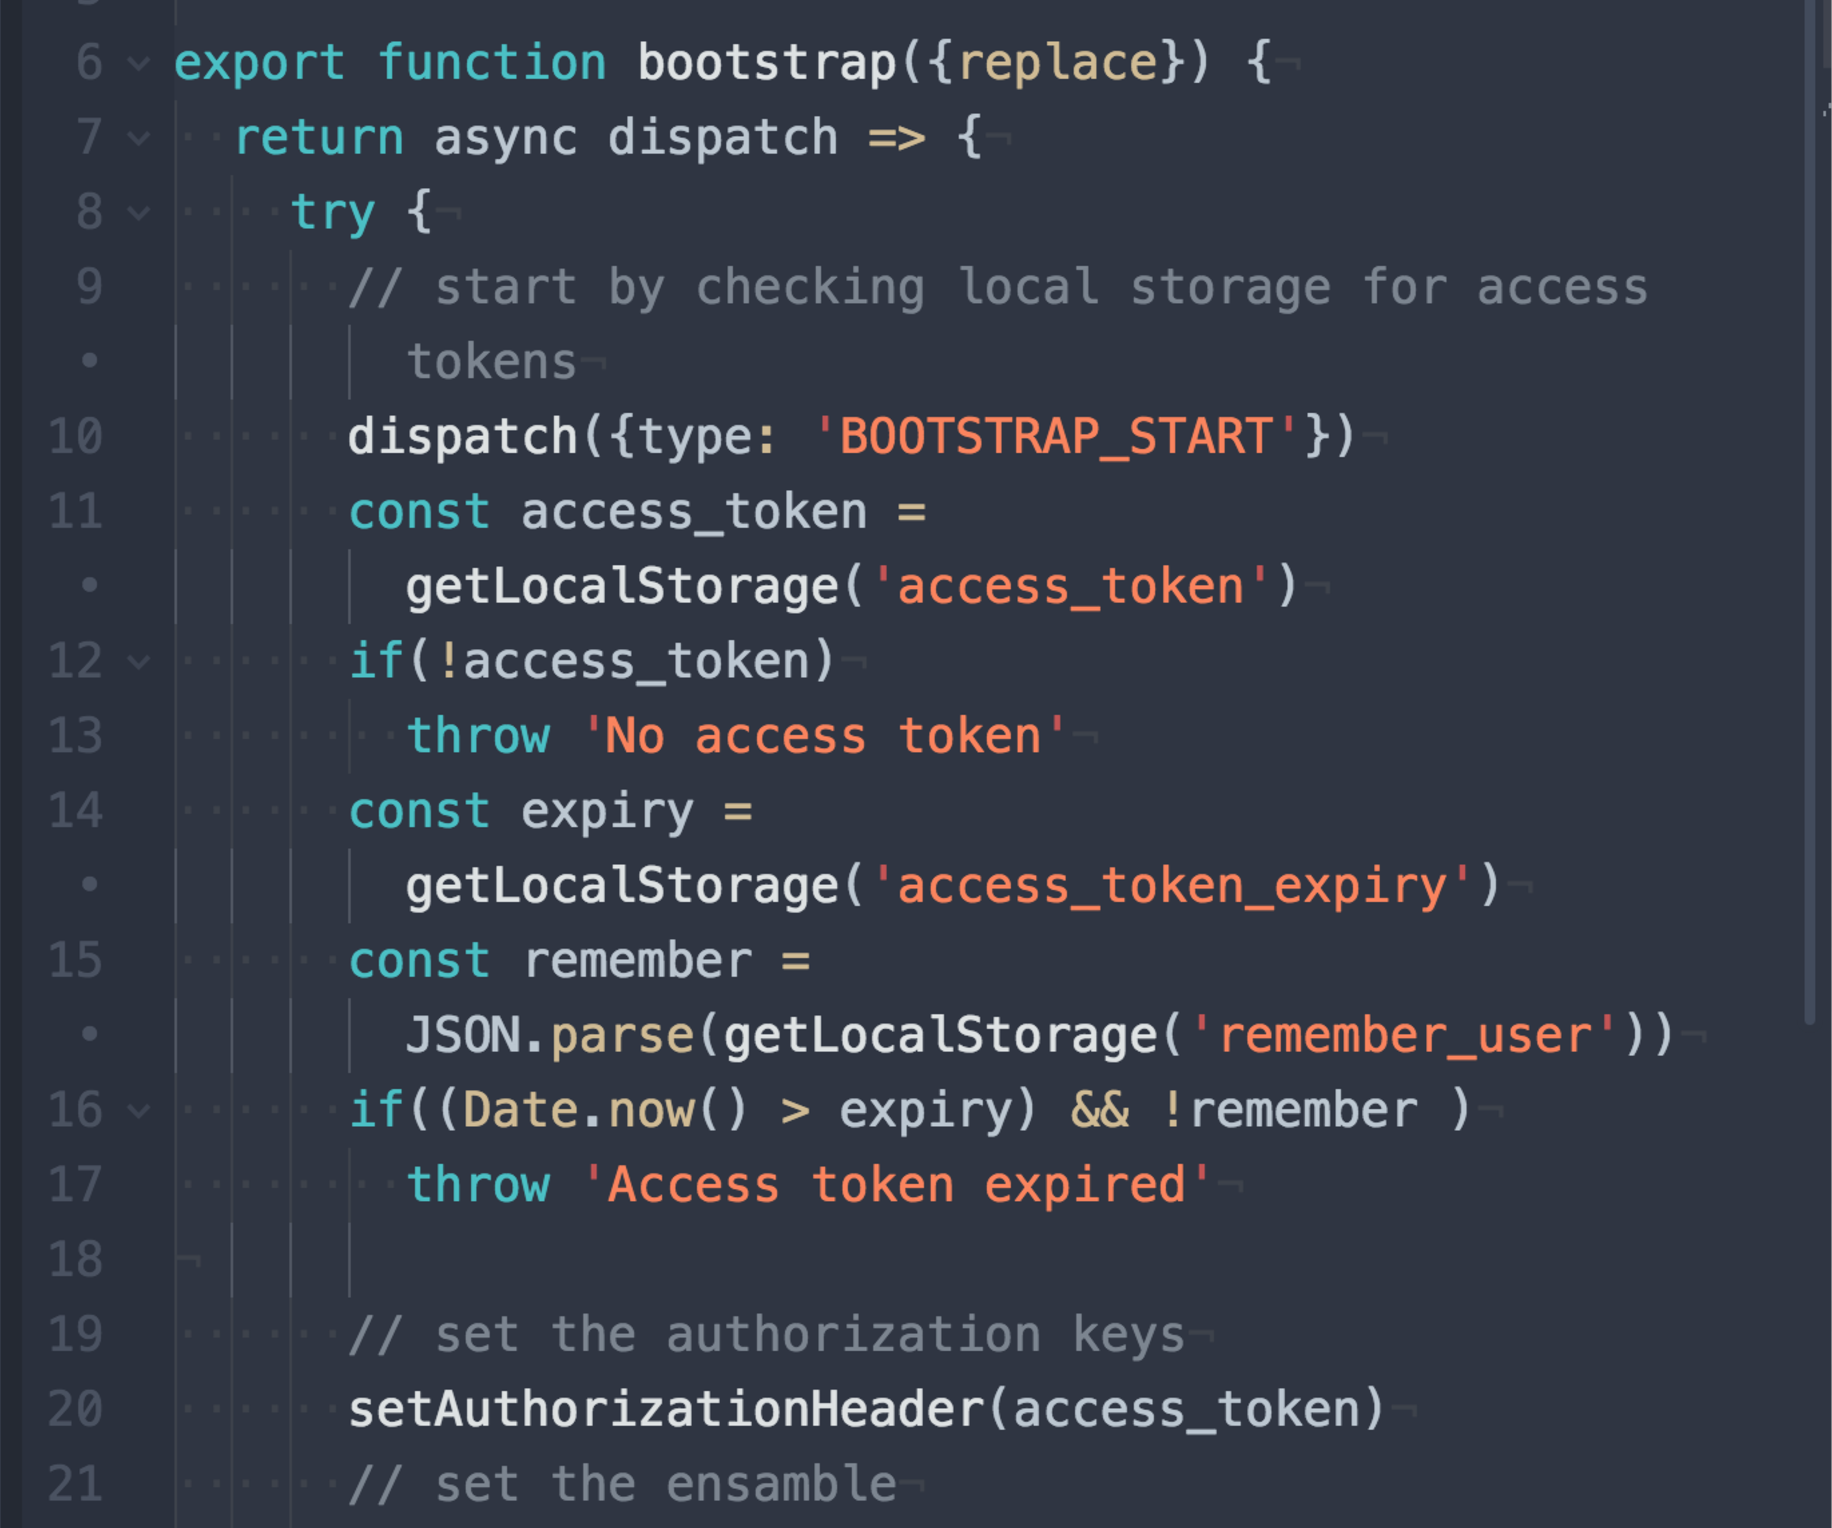 6 export function bootstrap({replace}) {¬
7 ··return async dispatch => {¬
8 ····try {¬
9 ······// start by checking local storage for access
• tokens¬
10 ······dispatch({type: 'BOOTSTRAP_START'})¬
11 ······const access_token =
• getLocalStorage('access_token')¬
12 ······if(!access_token)¬
13 ········throw 'No access token'¬
14 ······const expiry =
• getLocalStorage('access_token_expiry')¬
15 ······const remember =
• JSON.parse(getLocalStorage('remember_user'))¬
16 ······if((Date.now() > expiry) && !remember )¬
17 ········throw 'Access token expired'¬
18 ¬
19 ······// set the authorization keys¬
20 ······setAuthorizationHeader(access_token)¬
21 ······// set the ensamble¬